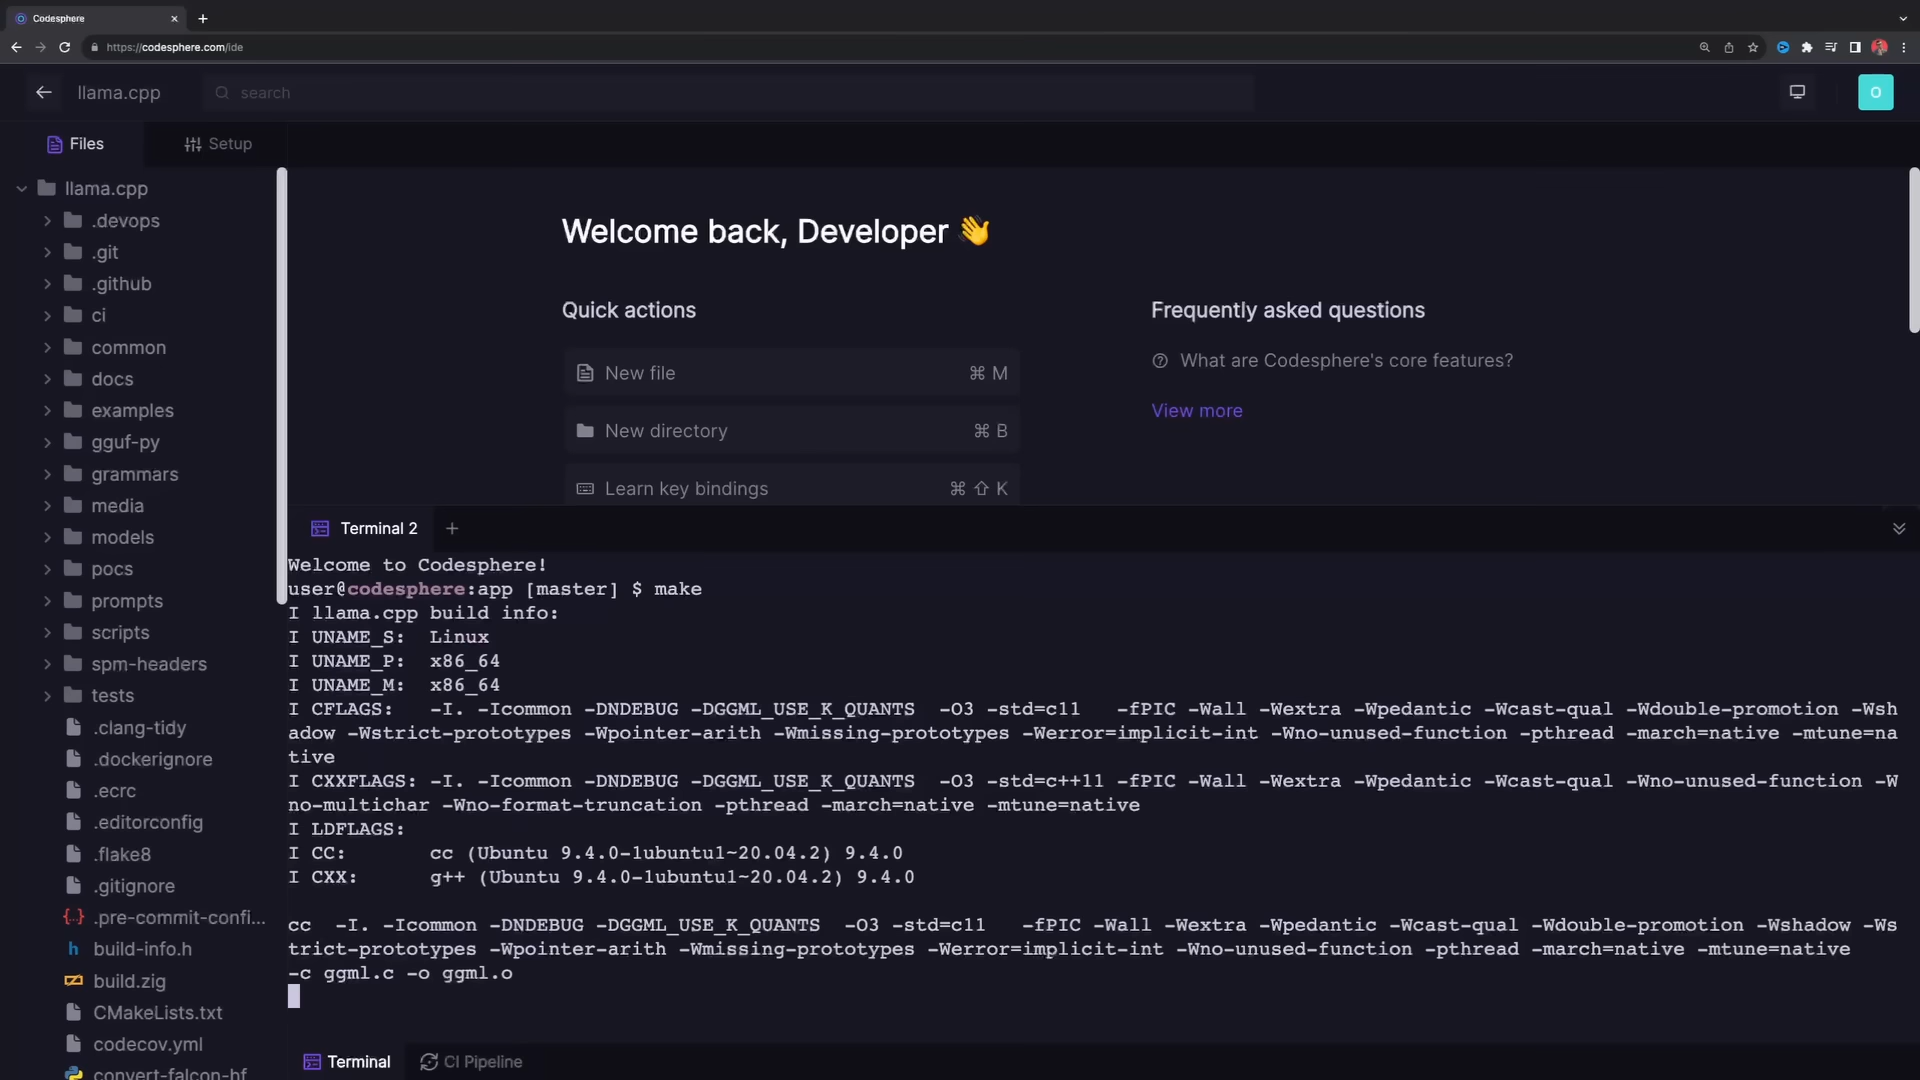 Codesphere
https://codesphere.com/ide
llama.cpp
search
O
Files
Setup
llama.cpp
.devops
.git
.github
ci
common
docs
examples
gguf-py
grammars
media
models
pocs
prompts
scripts
spm-headers
tests
.clang-tidy
.dockerignore
.ecrc
.editorconfig
.flake8
.gitignore
{..} .pre-commit-confi...
h build-info.h
build.zig
CMakeLists.txt
codecov.yml
convert-falcon-hf
Welcome back, Developer 👋
Quick actions
New file ⌘ M
New directory ⌘ B
Learn key bindings ⌘ ⇧ K
Frequently asked questions
What are Codesphere's core features?
View more
Terminal 2
Welcome to Codesphere!
user@codesphere:app [master] $ make
I llama.cpp build info:
I UNAME_S:  Linux
I UNAME_P:  x86_64
I UNAME_M:  x86_64
I CFLAGS:   -I. -Icommon -DNDEBUG -DGGML_USE_K_QUANTS  -O3 -std=c11   -fPIC -Wall -Wextra -Wpedantic -Wcast-qual -Wdouble-promotion -Wsh
adow -Wstrict-prototypes -Wpointer-arith -Wmissing-prototypes -Werror=implicit-int -Wno-unused-function -pthread -march=native -mtune=na
tive
I CXXFLAGS: -I. -Icommon -DNDEBUG -DGGML_USE_K_QUANTS  -O3 -std=c++11 -fPIC -Wall -Wextra -Wpedantic -Wcast-qual -Wno-unused-function -W
no-multichar -Wno-format-truncation -pthread -march=native -mtune=native
I LDFLAGS:
I CC:       cc (Ubuntu 9.4.0-1ubuntu1~20.04.2) 9.4.0
I CXX:      g++ (Ubuntu 9.4.0-1ubuntu1~20.04.2) 9.4.0
cc  -I. -Icommon -DNDEBUG -DGGML_USE_K_QUANTS  -O3 -std=c11   -fPIC -Wall -Wextra -Wpedantic -Wcast-qual -Wdouble-promotion -Wshadow -Ws
trict-prototypes -Wpointer-arith -Wmissing-prototypes -Werror=implicit-int -Wno-unused-function -pthread -march=native -mtune=native
-c ggml.c -o ggml.o
Terminal
CI Pipeline